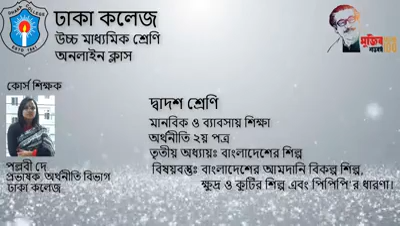 ঢাকা কলেজ
উচ্চ মাধ্যমিক শ্রেণি
অনলাইন ক্লাস
কোর্স শিক্ষক
পল্লবী দে
প্রভাষক, অর্থনীতি বিভাগ
ঢাকা কলেজ
দ্বাদশ শ্রেণি
মানবিক ও ব্যাবসায় শিক্ষা
অর্থনীতি ২য় পত্র
তৃতীয় অধ্যায়ঃ বাংলাদেশের শিল্প
বিষয়বস্তুঃ বাংলাদেশের আমদানি বিকল্প শিল্প,
ক্ষুদ্র ও কুটির শিল্প এবং পিপিপি'র ধারণা।